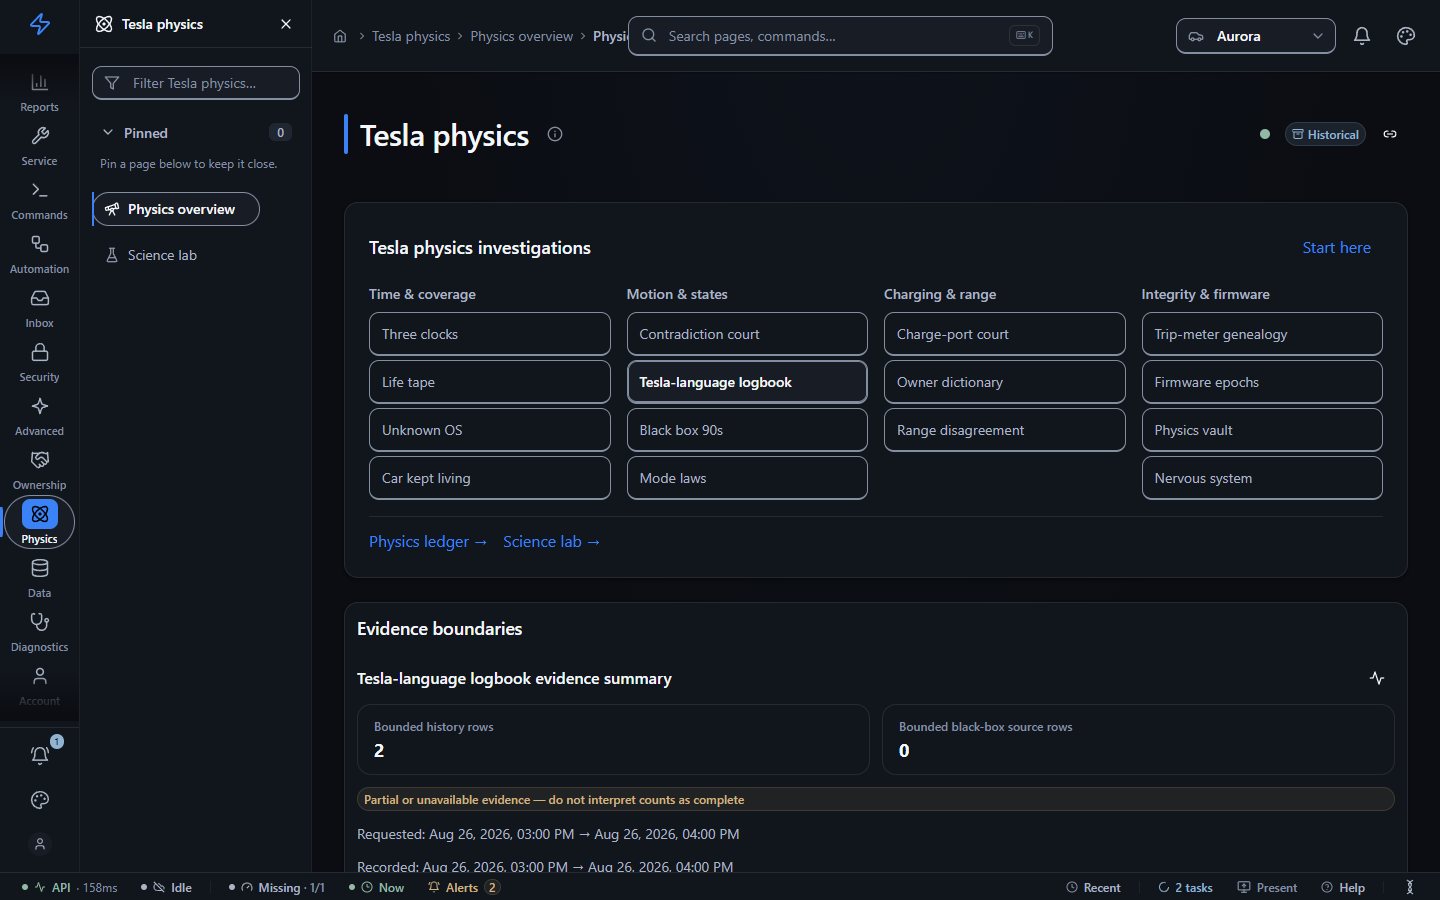 Tesla physics
Tesla physics
Physics overview
Search pages, commands...
K
Aurora
Reports
Service
Commands
Automation
Inbox
Security
Advanced
Ownership
Physics
Data
Diagnostics
Account
1
Filter Tesla physics...
Pinned
0
Pin a page below to keep it close.
Physics overview
Science lab
Tesla physics
Historical
Tesla physics investigations
Start here
Time & coverage
Three clocks
Life tape
Unknown OS
Car kept living
Motion & states
Contradiction court
Tesla-language logbook
Black box 90s
Mode laws
Charging & range
Charge-port court
Owner dictionary
Range disagreement
Integrity & firmware
Trip-meter genealogy
Firmware epochs
Physics vault
Nervous system
Physics ledger →
Science lab →
Evidence boundaries
Tesla-language logbook evidence summary
Bounded history rows
2
Bounded black-box source rows
0
Partial or unavailable evidence — do not interpret counts as complete
Requested: Aug 26, 2026, 03:00 PM → Aug 26, 2026, 04:00 PM
Recorded: Aug 26, 2026, 03:00 PM → Aug 26, 2026, 04:00 PM
API · 158ms
Idle
Missing · 1/1
Now
Alerts 2
Recent
2 tasks
Present
Help